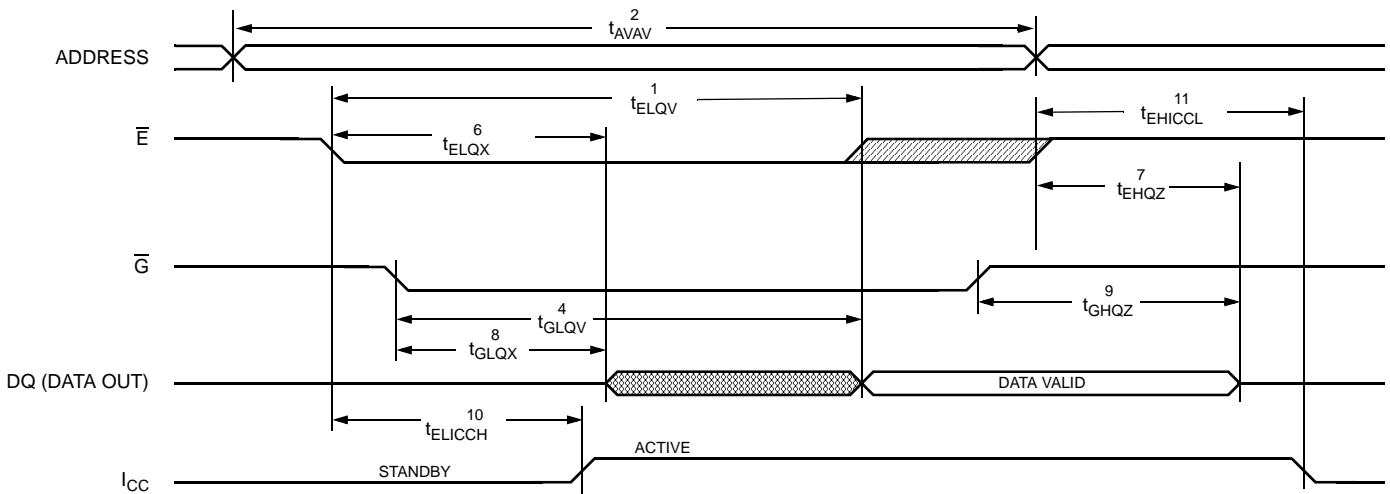 2
tAVAV
ADDRESS
1
tELQV
11
tEHICCL
E
6
tELQX
7
tEHQZ
G
9
tGHQZ
4
tGLQV
8
tGLQX
DQ (DATA OUT)
DATA VALID
10
tELICCH
ACTIVE
STANDBY
ICC